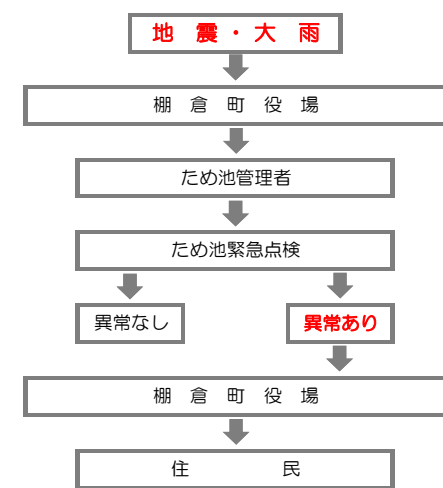 地　震・大　雨
棚　倉　町　役　場
ため池管理者
ため池緊急点検
異常なし
異常あり
棚　倉　町　役　場
住　　　　民